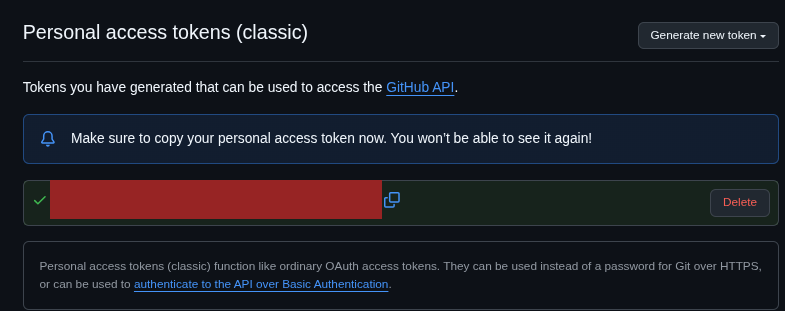 Personal access tokens (classic)
Generate new token
Tokens you have generated that can be used to access the GitHub API.
Make sure to copy your personal access token now. You won't be able to see it again!
Delete
Personal access tokens (classic) function like ordinary OAuth access tokens. They can be used instead of a password for Git over HTTPS,
or can be used to authenticate to the API over Basic Authentication.